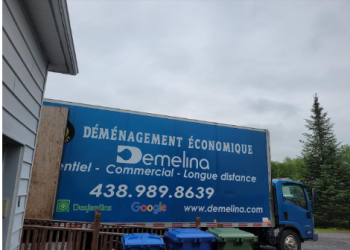 DÉMÉNAGEMENT ÉCONOMIQUE
Demelina
entiel - Commercial - Longue distance
438.989.8639
Desjardins Google www.demelina.com